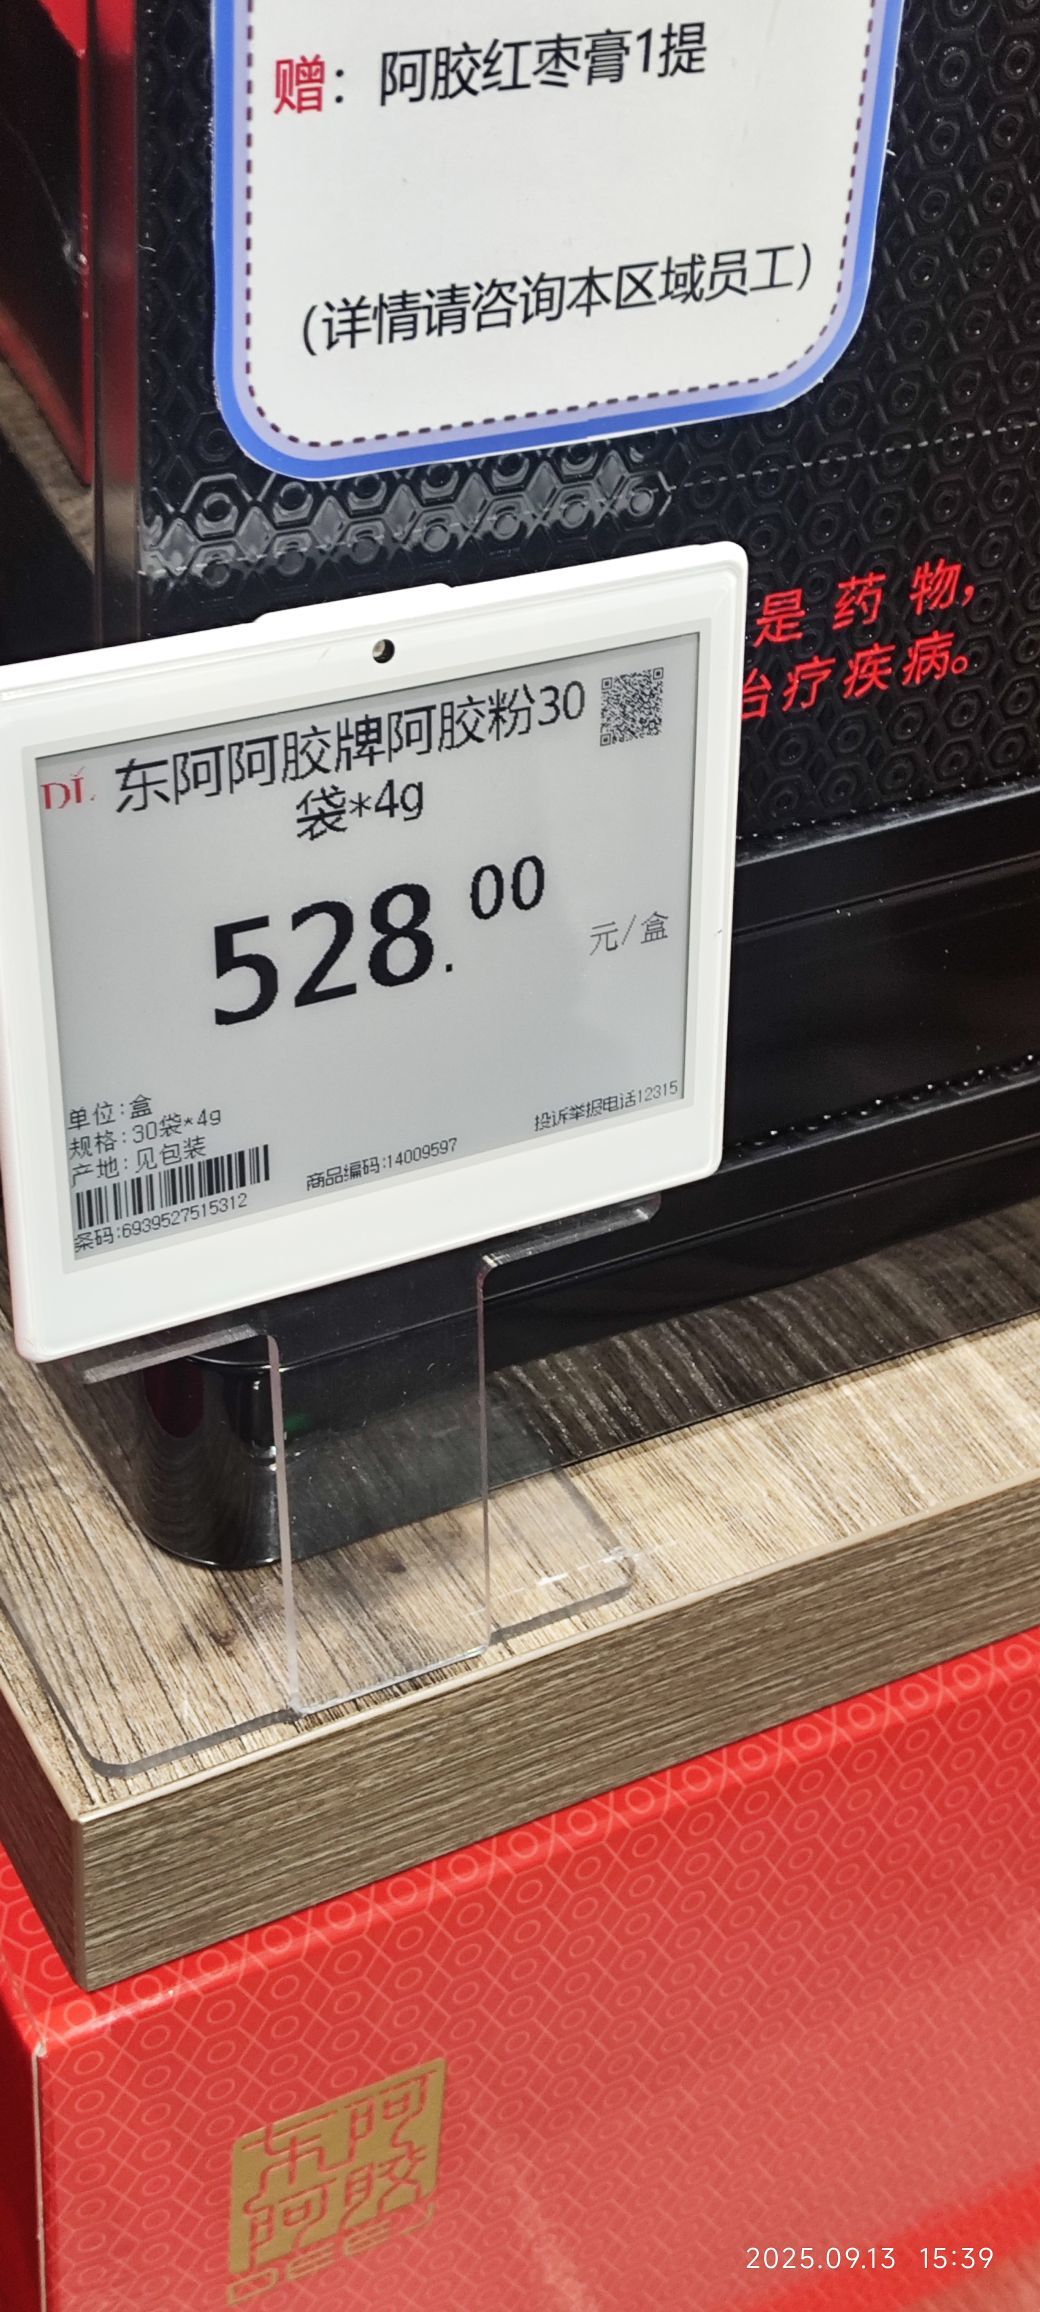 赠：阿胶红枣膏1提
（详情请咨询本区域员工）
是药物，
治疗疾病。
DL
东阿阿胶牌阿胶粉30
袋*4g
528.00
元/盒
单位:盒
规格:30袋*4g
产地:见包装
条码:6939527515312
商品编码:14009597
投诉举报电话12315
东阿
阿胶
DEEJ
2025.09.13 15:39